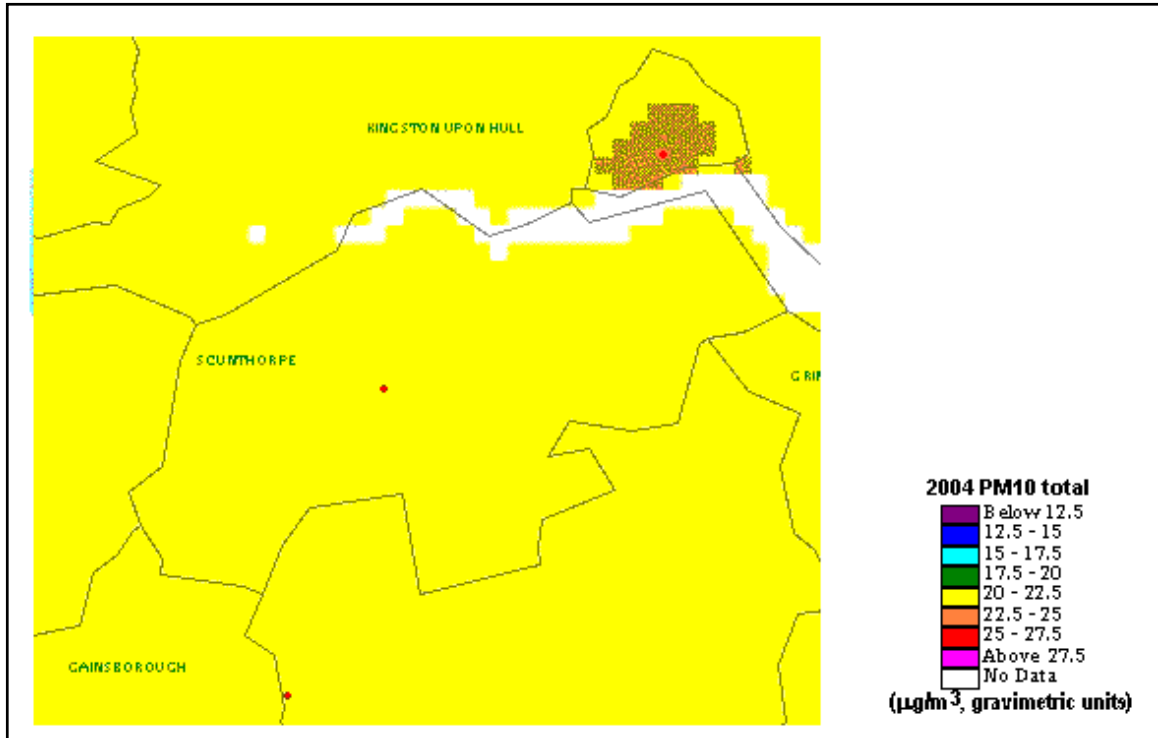 KINGSTON UPON HULL
SCUNTHORPE
GRIM
GAINSBOROUGH
2004 PM10 total
Below 12.5
12.5 - 15
15 - 17.5
17.5 - 20
20 - 22.5
22.5 - 25
25 - 27.5
Above 27.5
No Data
(μg/m³, gravimetric units)